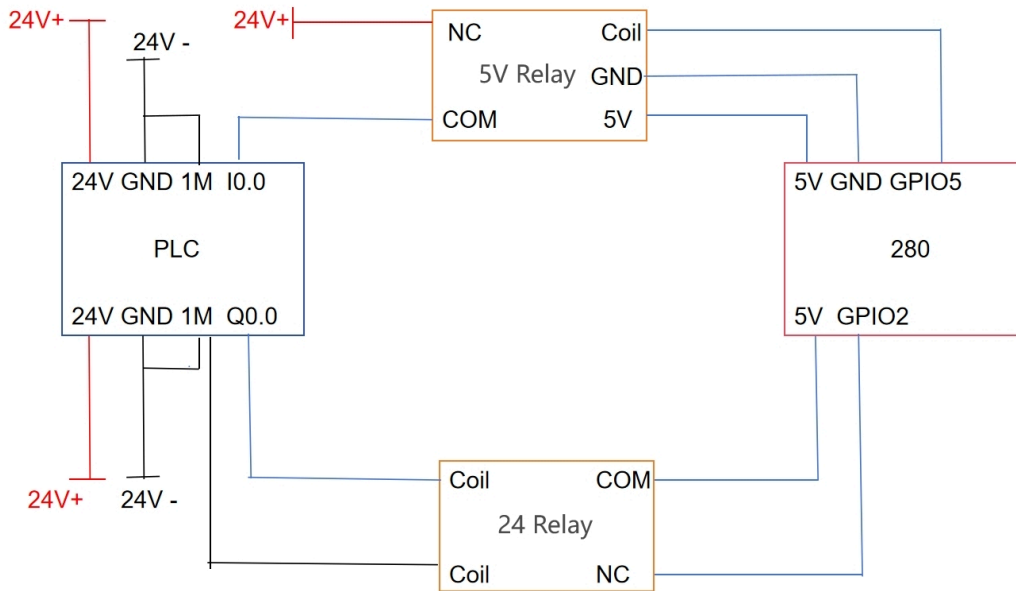 24V+
24V -
24V+
NC
Coil
5V Relay
GND
COM
5V
24V GND 1M I0.0
PLC
24V GND 1M Q0.0
5V GND GPIO5
280
5V GPIO2
24V+
24V -
Coil
COM
24 Relay
Coil
NC